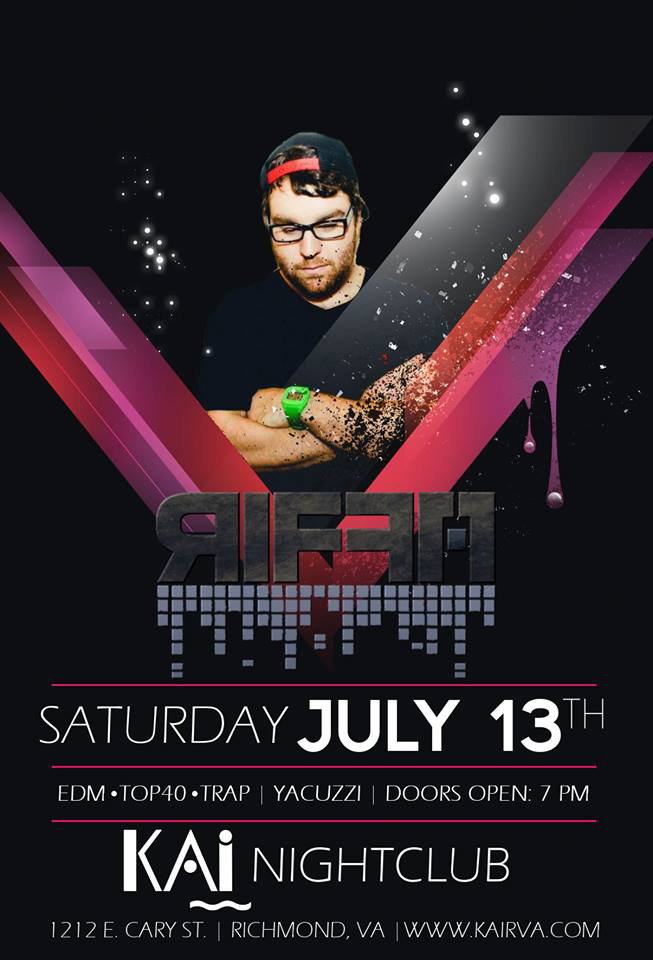 SATURDAY JULY 13TH
EDM•TOP40•TRAP | YACUZZI | DOORS OPEN: 7 PM
KAi NIGHTCLUB
1212 E. CARY ST. | RICHMOND, VA |WWW.KAIRVA.COM